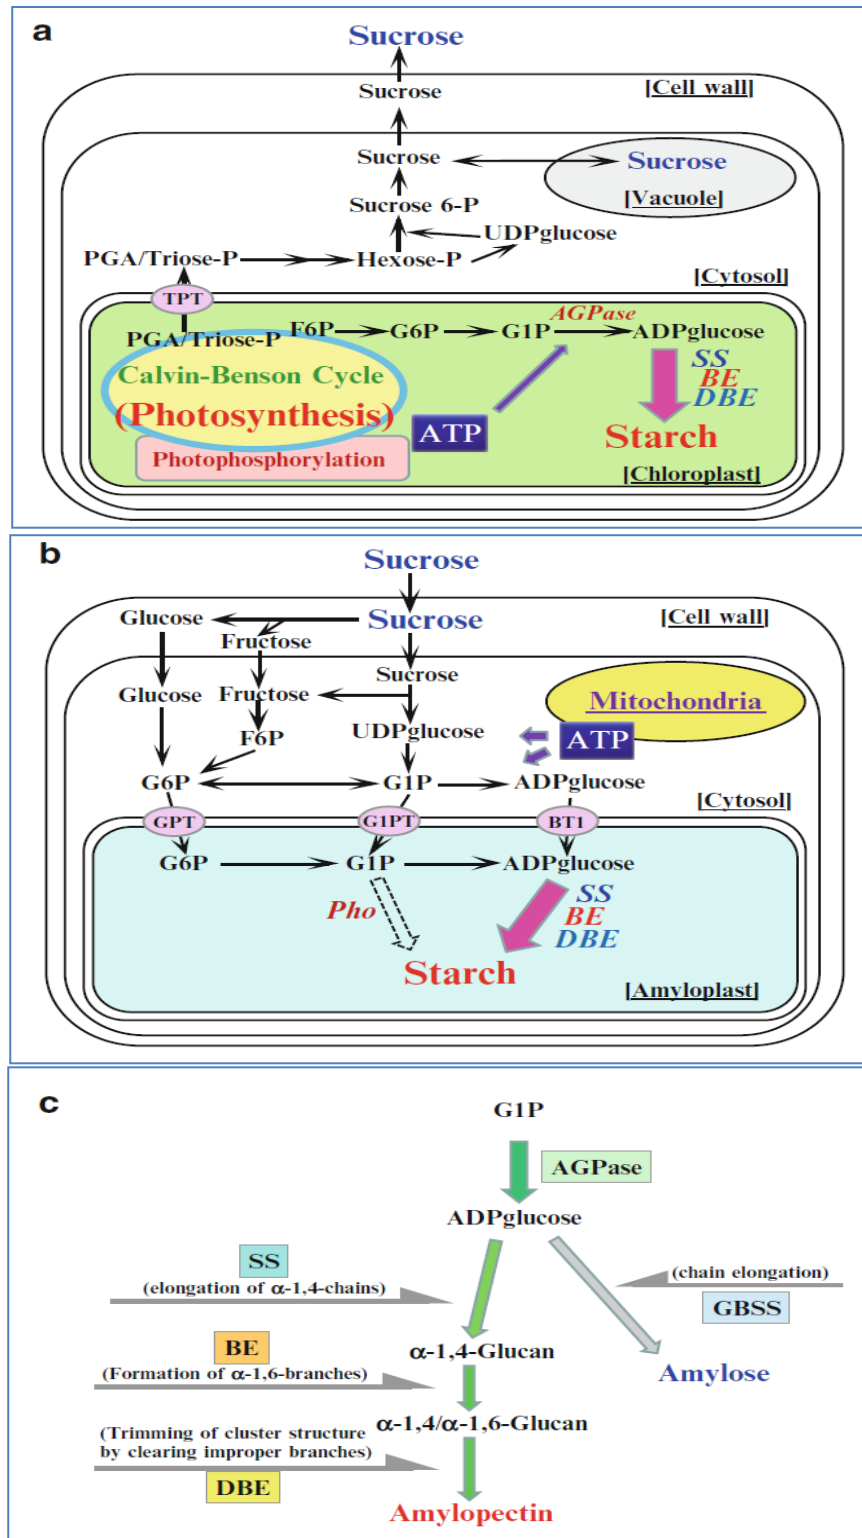 a
Sucrose
[Cell wall]
Sucrose
Sucrose
Sucrose
[Vacuole]
Sucrose 6-P
UDPglucose
PGA/Triose-P
Hexose-P
[Cytosol]
TPT
AGPase
PGA/Triose-P
F6P
G6P
G1P
ADPglucose
Calvin-Benson Cycle
(Photosynthesis)
SS
BE
DBE
ATP
Starch
Photophosphorylation
[Chloroplast]
b
Sucrose
Glucose
Sucrose
[Cell wall]
Fructose
Sucrose
Glucose
Fructose
Mitochondria
F6P
UDPglucose
ATP
G6P
G1P
ADPglucose
[Cytosol]
GPT
G1PT
BT1
G6P
G1P
ADPglucose
Pho
SS
BE
DBE
Starch
[Amyloplast]
c
G1P
AGPase
ADPglucose
SS
(elongation of α-1,4-chains)
(chain elongation)
GBSS
BE
α-1,4-Glucan
Amylose
(Formation of α-1,6-branches)
(Trimming of cluster structure
by clearing improper branches)
α-1,4/α-1,6-Glucan
DBE
Amylopectin